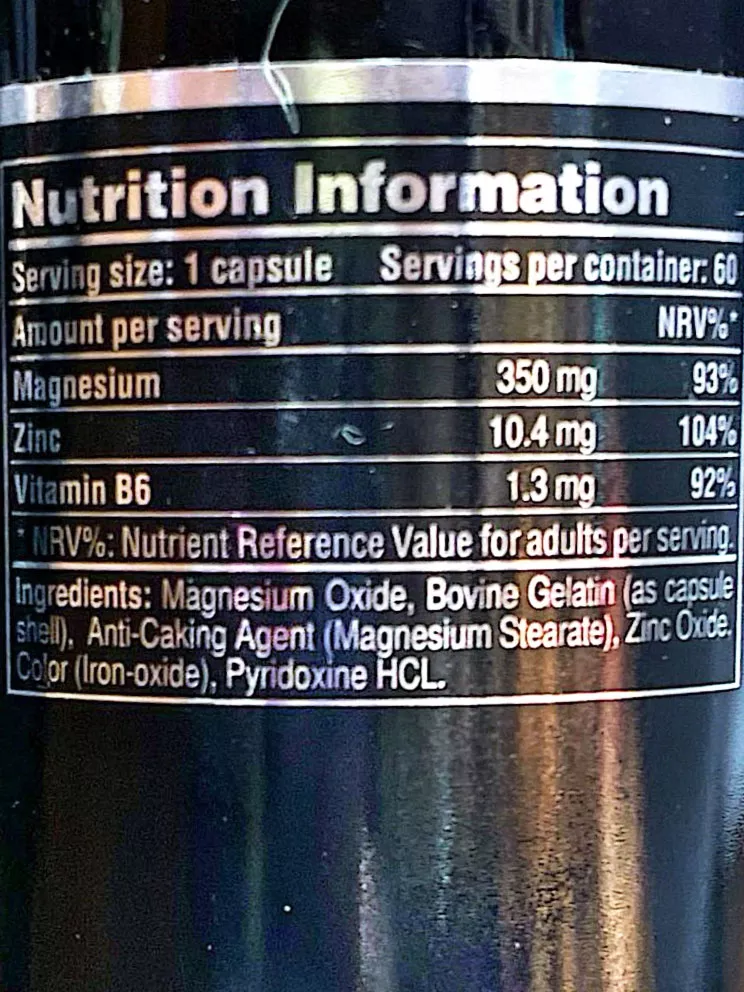 Nutrition Information
Serving size: 1 capsule Servings per container: 60
Amount per serving NRV%*
Magnesium 350 mg 93%
Zinc 10.4 mg 104%
Vitamin B6 1.3 mg 92%
* NRV%: Nutrient Reference Value for adults per serving.
Ingredients: Magnesium Oxide, Bovine Gelatin (as capsule
shell), Anti-Caking Agent (Magnesium Stearate), Zinc Oxide.
Color (Iron-oxide), Pyridoxine HCL.